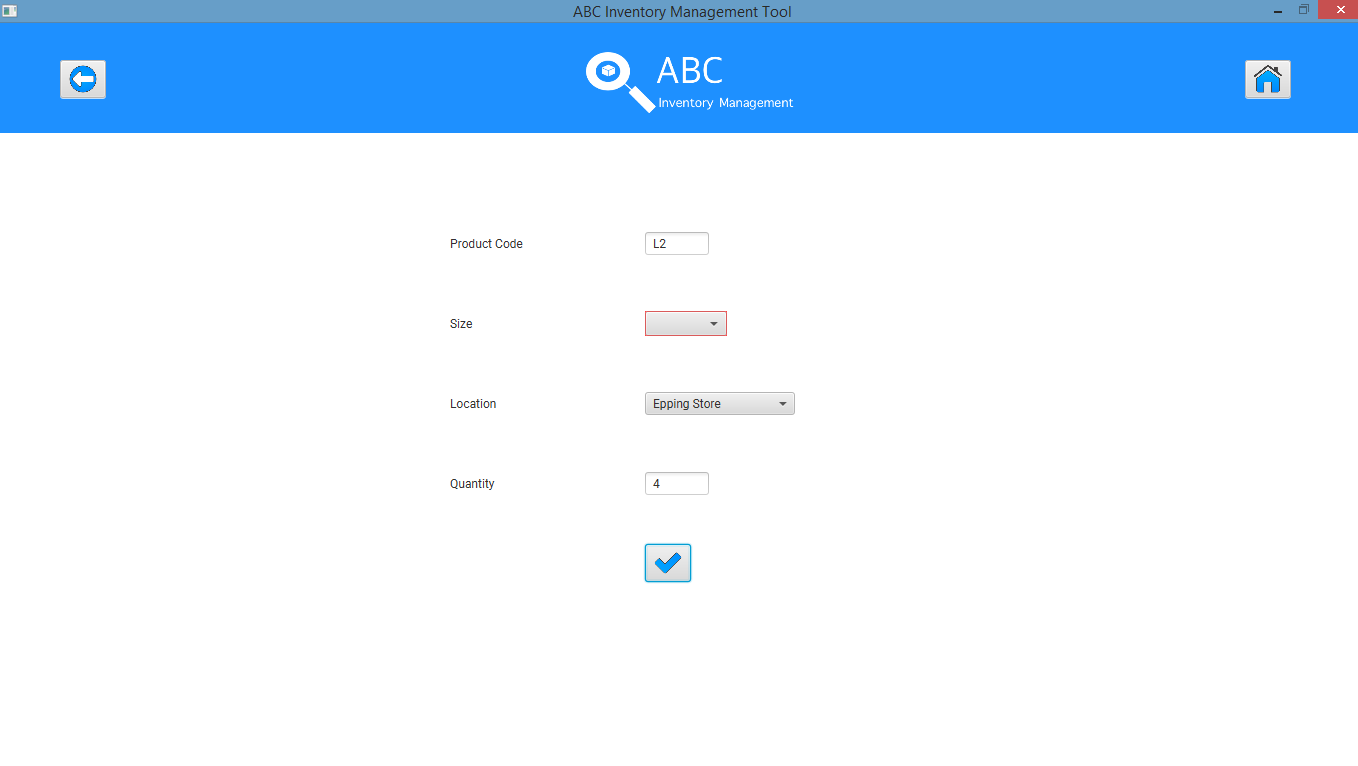 ABC Inventory Management Tool
ABC
Inventory Management
Product Code L2
Size
Location Epping Store
Quantity 4